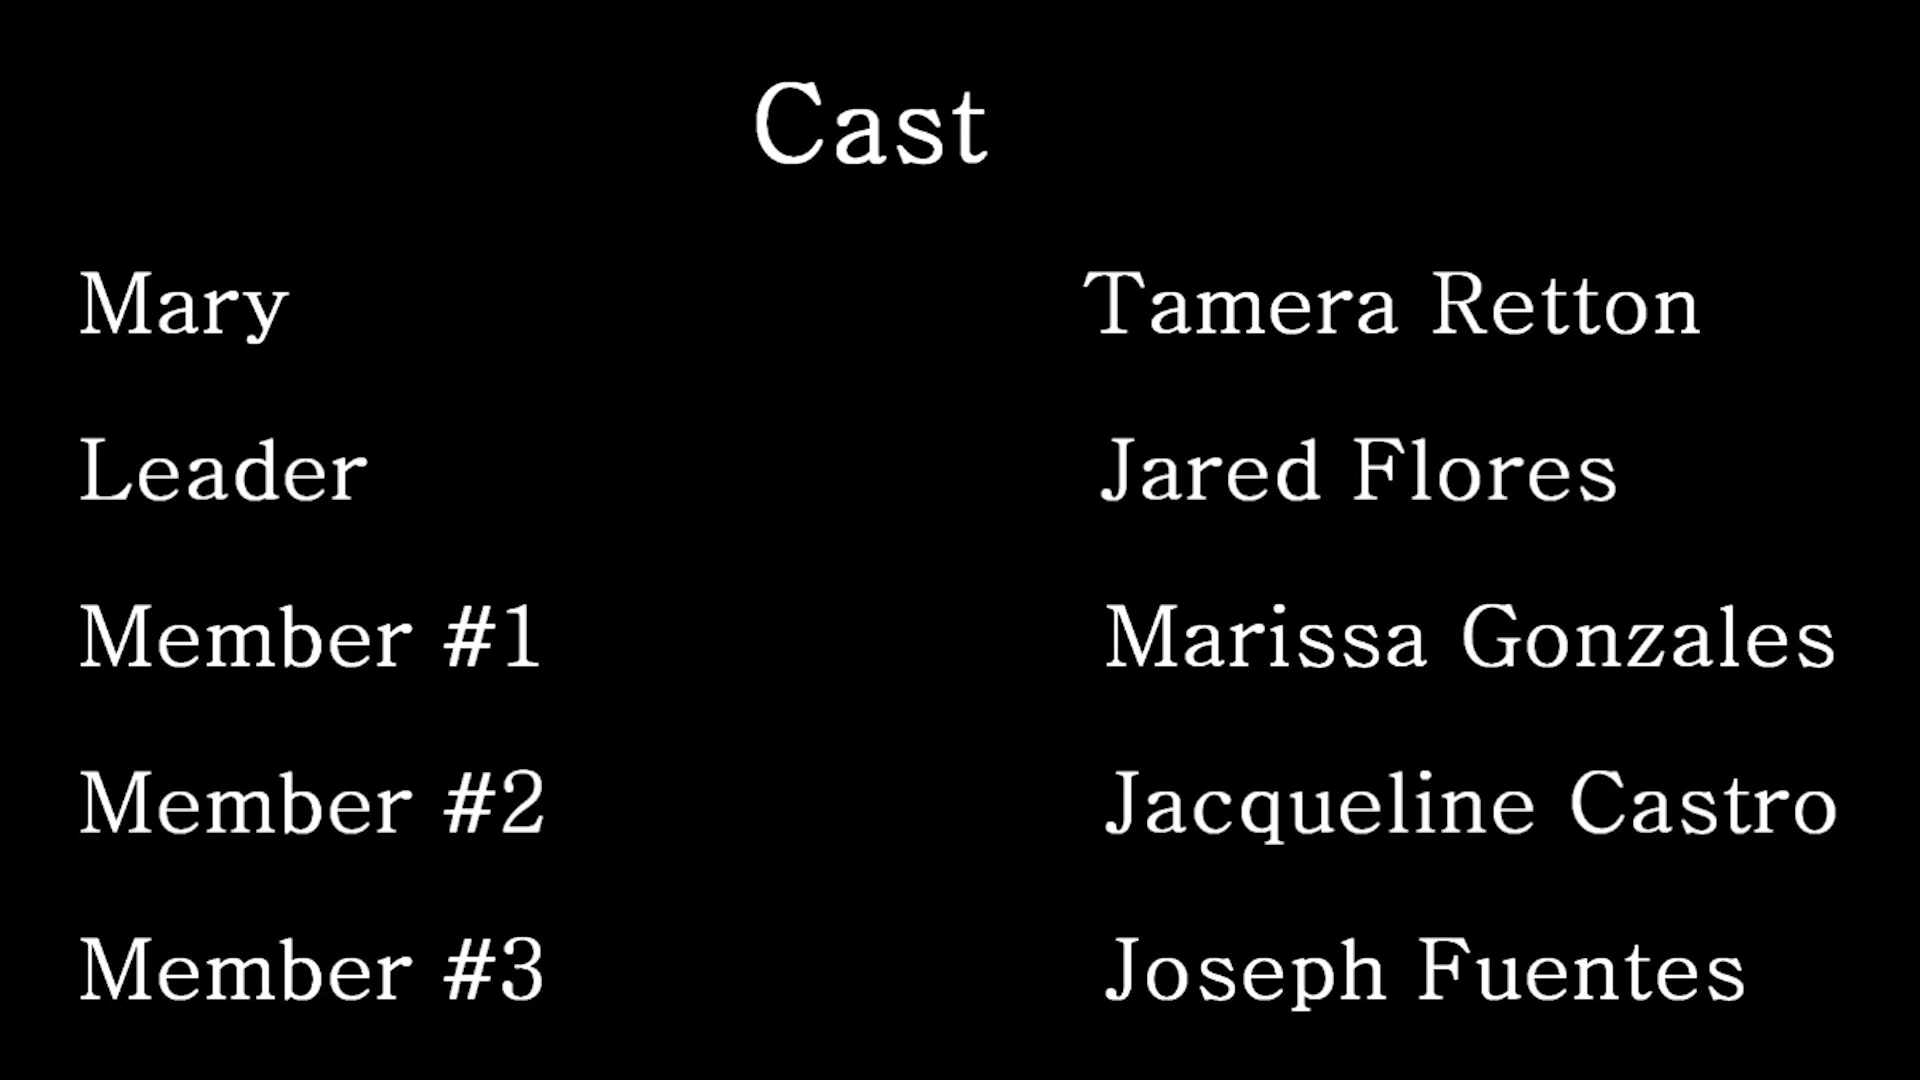 Cast
Mary Tamera Retton
Leader Jared Flores
Member #1 Marissa Gonzales
Member #2 Jacqueline Castro
Member #3 Joseph Fuentes